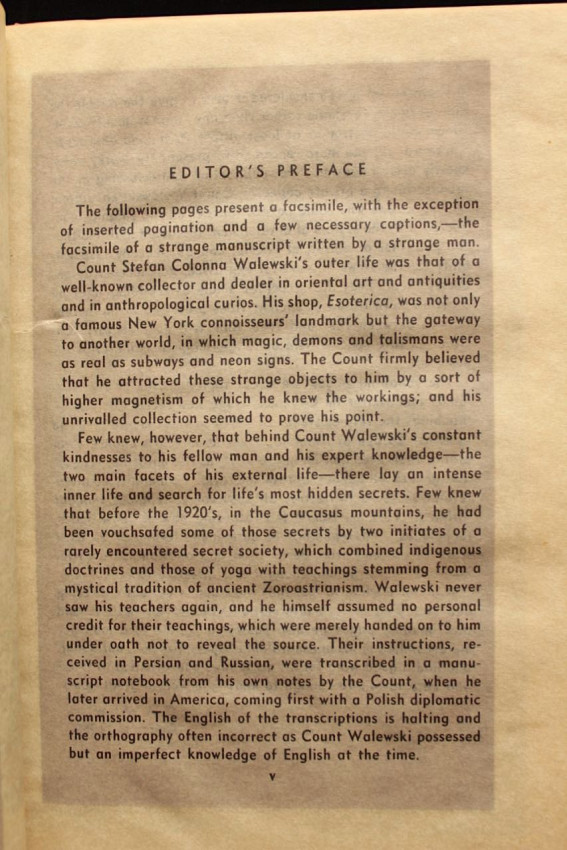 EDITOR'S PREFACE
The following pages present a facsimile, with the exception
of inserted pagination and a few necessary captions,—the
facsimile of a strange manuscript written by a strange man.
Count Stefan Colonna Walewski's outer life was that of a
well-known collector and dealer in oriental art and antiquities
and in anthropological curios. His shop, Esoterica, was not only
a famous New York connoisseurs' landmark but the gateway
to another world, in which magic, demons and talismans were
as real as subways and neon signs. The Count firmly believed
that he attracted these strange objects to him by a sort of
higher magnetism of which he knew the workings; and his
unrivalled collection seemed to prove his point.
Few knew, however, that behind Count Walewski's constant
kindnesses to his fellow man and his expert knowledge—the
two main facets of his external life—there lay an intense
inner life and search for life's most hidden secrets. Few knew
that before the 1920's, in the Caucasus mountains, he had
been vouchsafed some of those secrets by two initiates of a
rarely encountered secret society, which combined indigenous
doctrines and those of yoga with teachings stemming from a
mystical tradition of ancient Zoroastrianism. Walewski never
saw his teachers again, and he himself assumed no personal
credit for their teachings, which were merely handed on to him
under oath not to reveal the source. Their instructions, re-
ceived in Persian and Russian, were transcribed in a manu-
script notebook from his own notes by the Count, when he
later arrived in America, coming first with a Polish diplomatic
commission. The English of the transcriptions is halting and
the orthography often incorrect as Count Walewski possessed
but an imperfect knowledge of English at the time.
v